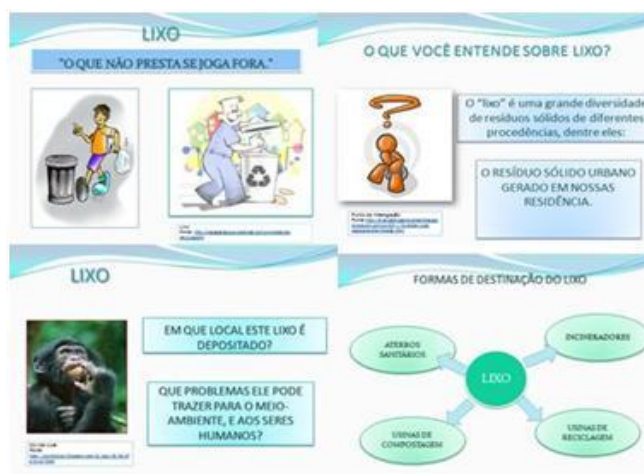 LIXO
"O QUE NÃO PRESTA SE JOGA FORA."
O QUE VOCÊ ENTENDE SOBRE LIXO?
O "lixo" é uma grande diversidade
de resíduos sólidos de diferentes
procedências, dentre eles:
O RESÍDUO SÓLIDO URBANO
GERADO EM NOSSAS
RESIDÊNCIA.
LIXO
EM QUE LOCAL ESTE LIXO É
DEPOSITADO?
QUE PROBLEMAS ELE PODE
TRAZER PARA O MEIO-
AMBIENTE, E AOS SERES
HUMANOS?
FORMAS DE DESTINAÇÃO DO LIXO
ATERROS
SANITÁRIOS
INCINERADORES
LIXO
USINAS DE
COMPOSTAGEM
USINAS DE
RECICLAGEM